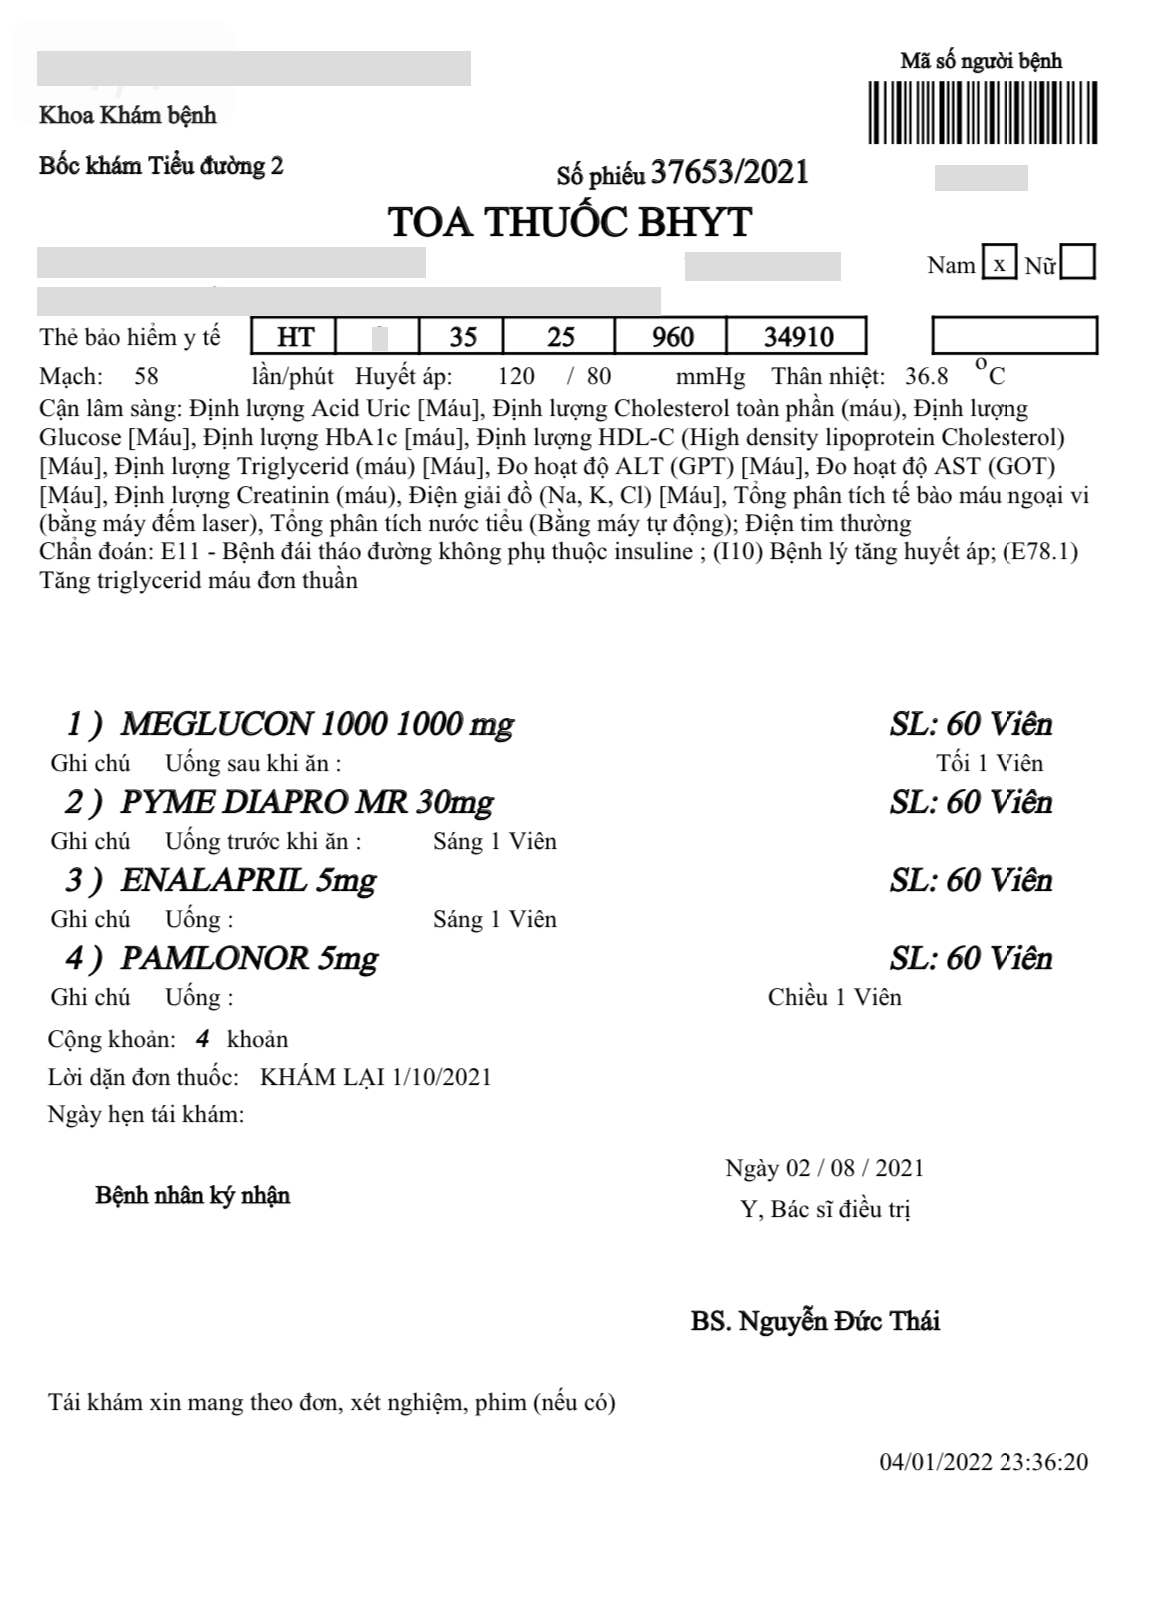 Mã số người bệnh
Khoa Khám bệnh
Bốc khám Tiểu đường 2
Số phiếu 37653/2021
TOA THUỐC BHYT
Nam x Nữ
Thẻ bảo hiểm y tế HT 35 25 960 34910
Mạch: 58 lần/phút Huyết áp: 120 / 80 mmHg Thân nhiệt: 36.8 °C
Cận lâm sàng: Định lượng Acid Uric [Máu], Định lượng Cholesterol toàn phần (máu), Định lượng
Glucose [Máu], Định lượng HbA1c [máu], Định lượng HDL-C (High density lipoprotein Cholesterol)
[Máu], Định lượng Triglycerid (máu) [Máu], Đo hoạt độ ALT (GPT) [Máu], Đo hoạt độ AST (GOT)
[Máu], Định lượng Creatinin (máu), Điện giải đồ (Na, K, Cl) [Máu], Tổng phân tích tế bào máu ngoại vi
(bằng máy đếm laser), Tổng phân tích nước tiểu (Bằng máy tự động); Điện tim thường
Chẩn đoán: E11 - Bệnh đái tháo đường không phụ thuộc insuline ; (I10) Bệnh lý tăng huyết áp; (E78.1)
Tăng triglycerid máu đơn thuần
1 ) MEGLUCON 1000 1000 mg SL: 60 Viên
Ghi chú Uống sau khi ăn : Tối 1 Viên
2 ) PYME DIAPRO MR 30mg SL: 60 Viên
Ghi chú Uống trước khi ăn : Sáng 1 Viên
3 ) ENALAPRIL 5mg SL: 60 Viên
Ghi chú Uống : Sáng 1 Viên
4 ) PAMLONOR 5mg SL: 60 Viên
Ghi chú Uống : Chiều 1 Viên
Cộng khoản: 4 khoản
Lời dặn đơn thuốc: KHÁM LẠI 1/10/2021
Ngày hẹn tái khám:
Ngày 02 / 08 / 2021
Bệnh nhân ký nhận
Y, Bác sĩ điều trị
BS. Nguyễn Đức Thái
Tái khám xin mang theo đơn, xét nghiệm, phim (nếu có)
04/01/2022 23:36:20